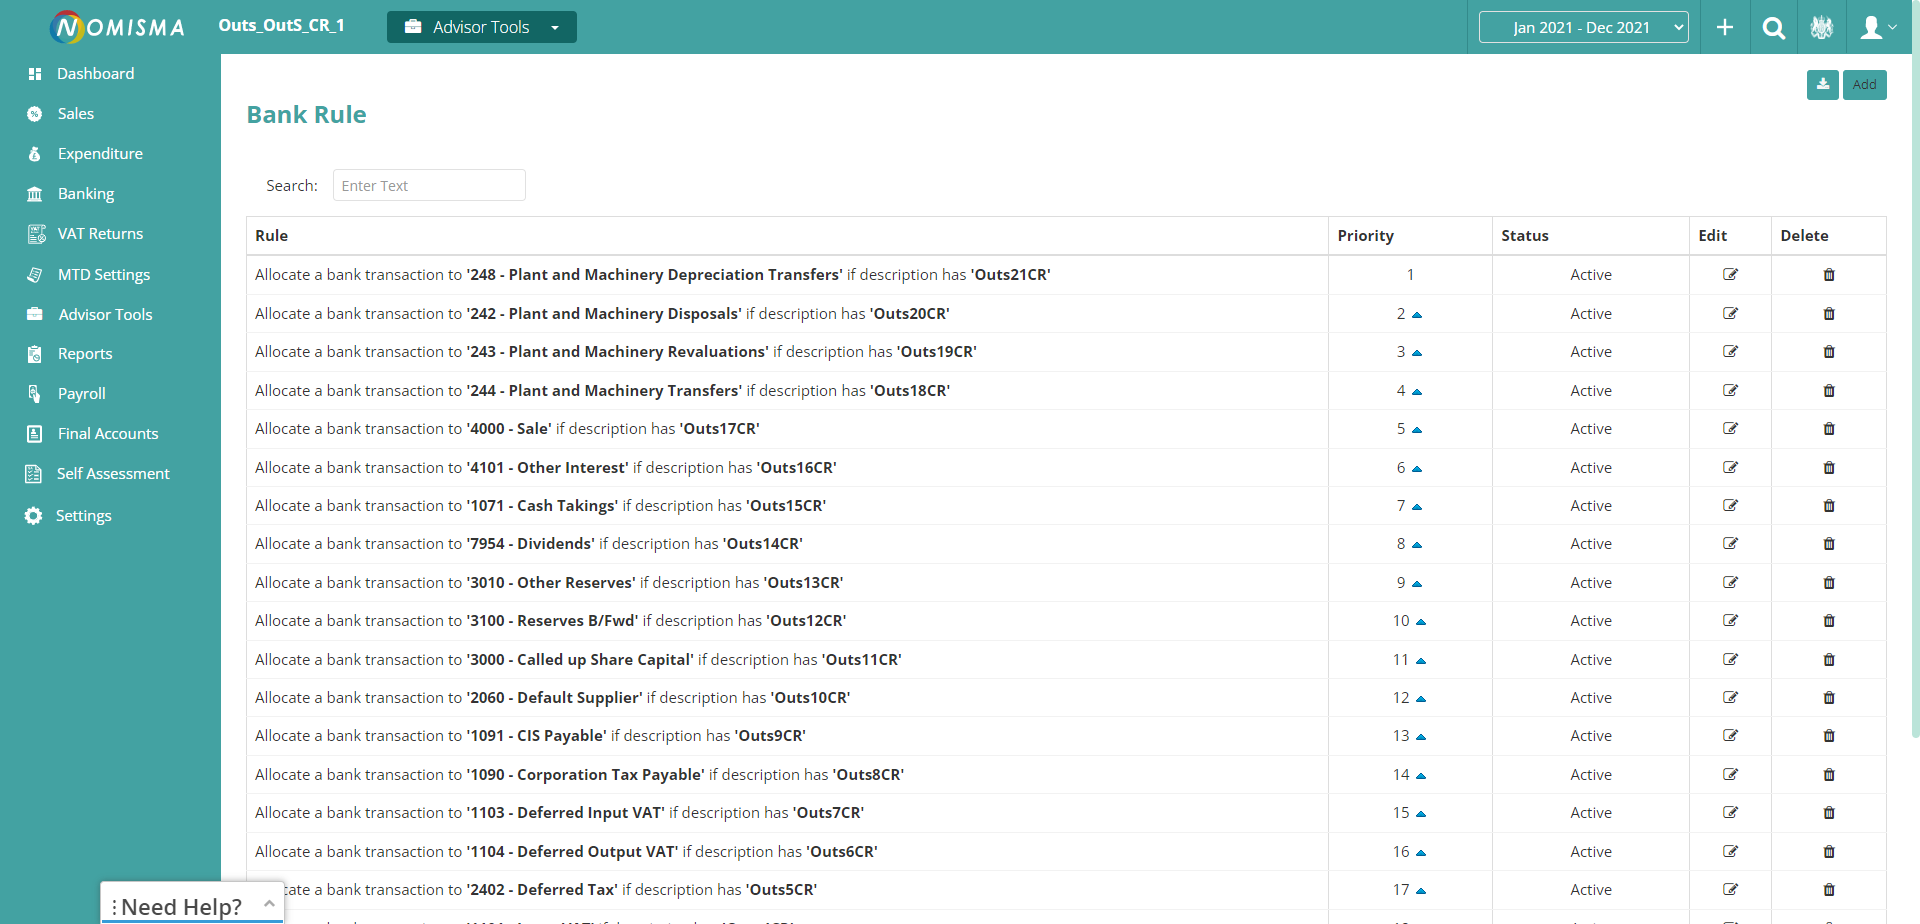 NOMISMA
Outs_OutS_CR_1
Advisor Tools
Jan 2021 - Dec 2021
Dashboard
Sales
Expenditure
Banking
VAT Returns
MTD Settings
Advisor Tools
Reports
Payroll
Final Accounts
Self Assessment
Settings
Add
Bank Rule
Search: Enter Text
Rule Priority Status Edit Delete
Allocate a bank transaction to '248 - Plant and Machinery Depreciation Transfers' if description has 'Outs21CR' 1 Active
Allocate a bank transaction to '242 - Plant and Machinery Disposals' if description has 'Outs20CR' 2 Active
Allocate a bank transaction to '243 - Plant and Machinery Revaluations' if description has 'Outs19CR' 3 Active
Allocate a bank transaction to '244 - Plant and Machinery Transfers' if description has 'Outs18CR' 4 Active
Allocate a bank transaction to '4000 - Sale' if description has 'Outs17CR' 5 Active
Allocate a bank transaction to '4101 - Other Interest' if description has 'Outs16CR' 6 Active
Allocate a bank transaction to '1071 - Cash Takings' if description has 'Outs15CR' 7 Active
Allocate a bank transaction to '7954 - Dividends' if description has 'Outs14CR' 8 Active
Allocate a bank transaction to '3010 - Other Reserves' if description has 'Outs13CR' 9 Active
Allocate a bank transaction to '3100 - Reserves B/Fwd' if description has 'Outs12CR' 10 Active
Allocate a bank transaction to '3000 - Called up Share Capital' if description has 'Outs11CR' 11 Active
Allocate a bank transaction to '2060 - Default Supplier' if description has 'Outs10CR' 12 Active
Allocate a bank transaction to '1091 - CIS Payable' if description has 'Outs9CR' 13 Active
Allocate a bank transaction to '1090 - Corporation Tax Payable' if description has 'Outs8CR' 14 Active
Allocate a bank transaction to '1103 - Deferred Input VAT' if description has 'Outs7CR' 15 Active
Allocate a bank transaction to '1104 - Deferred Output VAT' if description has 'Outs6CR' 16 Active
cate a bank transaction to '2402 - Deferred Tax' if description has 'Outs5CR' 17 Active
Need Help?